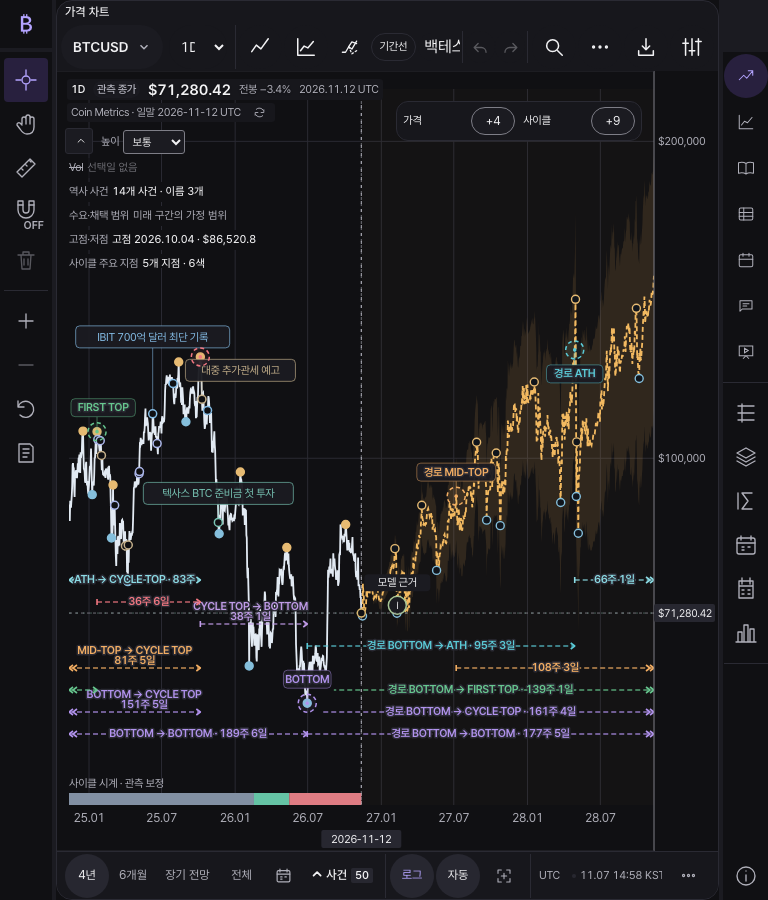 가격 차트
BTCUSD
기간선
백테스
1D 관측 종가 $71,280.42 전봉 −3.4% 2026.11.12 UTC
Coin Metrics · 일말 2026-11-12 UTC
높이 보통
가격 +4 사이클 +9
Vol 선택일 없음
역사 사건 14개 사건 · 이름 3개
수요·채택 범위 미래 구간의 가정 범위
고점·저점 고점 2026.10.04 · $86,520.8
사이클 주요 지점 5개 지점 · 6색
$200,000
IBIT 700억 달러 최단 기록
대중 추가관세 예고
경로 ATH
FIRST TOP
$100,000
경로 MID-TOP
텍사스 BTC 준비금 첫 투자
OFF
ATH → CYCLE TOP · 83주
모델 근거
66주 1일
36주 6일
CYCLE TOP → BOTTOM
38주 1일
$71,280.42
MID-TOP → CYCLE TOP
81주 5일
경로 BOTTOM → ATH · 95주 3일
108주 3일
BOTTOM
BOTTOM → CYCLE TOP
151주 5일
경로 BOTTOM → FIRST TOP · 139주 1일
경로 BOTTOM → CYCLE TOP · 161주 4일
BOTTOM → BOTTOM · 189주 6일
경로 BOTTOM → BOTTOM · 177주 5일
사이클 시계 · 관측 보정
25.01 25.07 26.01 26.07 27.01 27.07 28.01 28.07
2026-11-12
4년 6개월 장기 전망 전체 사건 50 로그 자동 UTC 11.07 14:58 KST